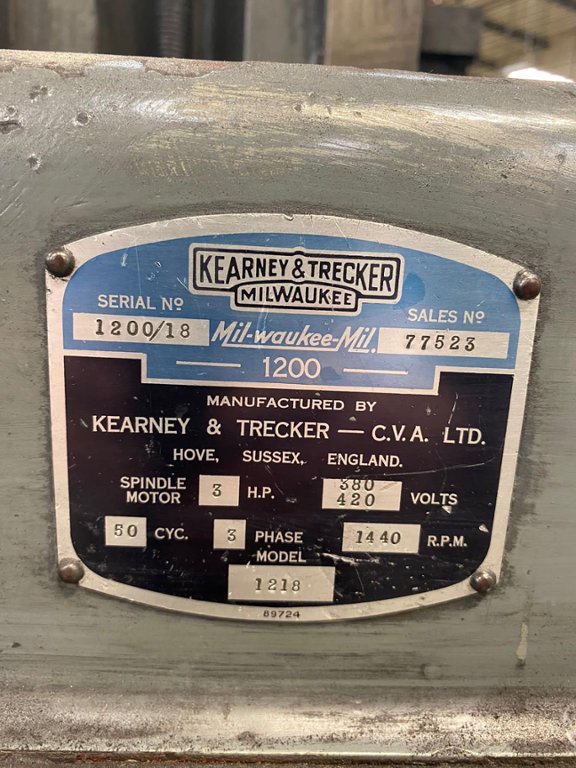 KEARNEY & TRECKER
MILWAUKEE
SERIAL Nº
1200/18
Mil-waukee-Mil.
SALES Nº
77523
1200
MANUFACTURED BY
KEARNEY & TRECKER — C.V.A. LTD.
HOVE, SUSSEX, ENGLAND.
SPINDLE MOTOR 3 H.P. 380 420 VOLTS
50 CYC. 3 PHASE 1440 R.P.M.
MODEL
1218
89724